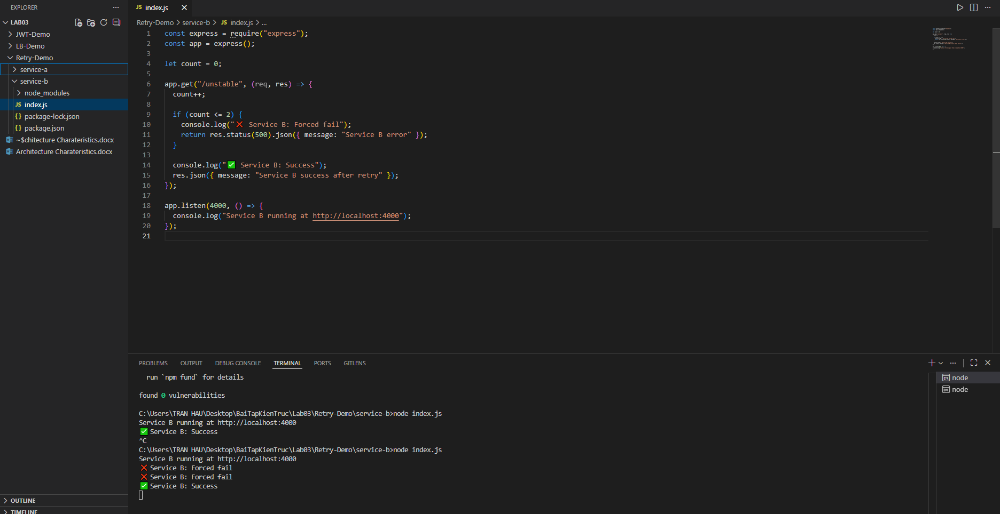 EXPLORER
LAB03
JWT-Demo
LB-Demo
Retry-Demo
service-a
service-b
node_modules
JS index.js
{} package-lock.json
{} package.json
~$chitecture Charateristics.docx
Architecture Charateristics.docx
OUTLINE
TIMELINE
JS index.js
Retry-Demo > service-b > JS index.js > ...
1 const express = require("express");
2 const app = express();
3
4 let count = 0;
5
6 app.get("/unstable", (req, res) => {
7 count++;
8
9 if (count <= 2) {
10 console.log("❌ Service B: Forced fail");
11 return res.status(500).json({ message: "Service B error" });
12 }
13
14 console.log("✅ Service B: Success");
15 res.json({ message: "Service B success after retry" });
16 });
17
18 app.listen(4000, () => {
19 console.log("Service B running at http://localhost:4000");
20 });
21
PROBLEMS OUTPUT DEBUG CONSOLE TERMINAL PORTS GITLENS
run `npm fund` for details
found 0 vulnerabilities
C:\Users\TRAN HAU\Desktop\BaiTapKienTruc\Lab03\Retry-Demo\service-b>node index.js
Service B running at http://localhost:4000
✅ Service B: Success
^C
C:\Users\TRAN HAU\Desktop\BaiTapKienTruc\Lab03\Retry-Demo\service-b>node index.js
Service B running at http://localhost:4000
❌ Service B: Forced fail
❌ Service B: Forced fail
✅ Service B: Success
node
node